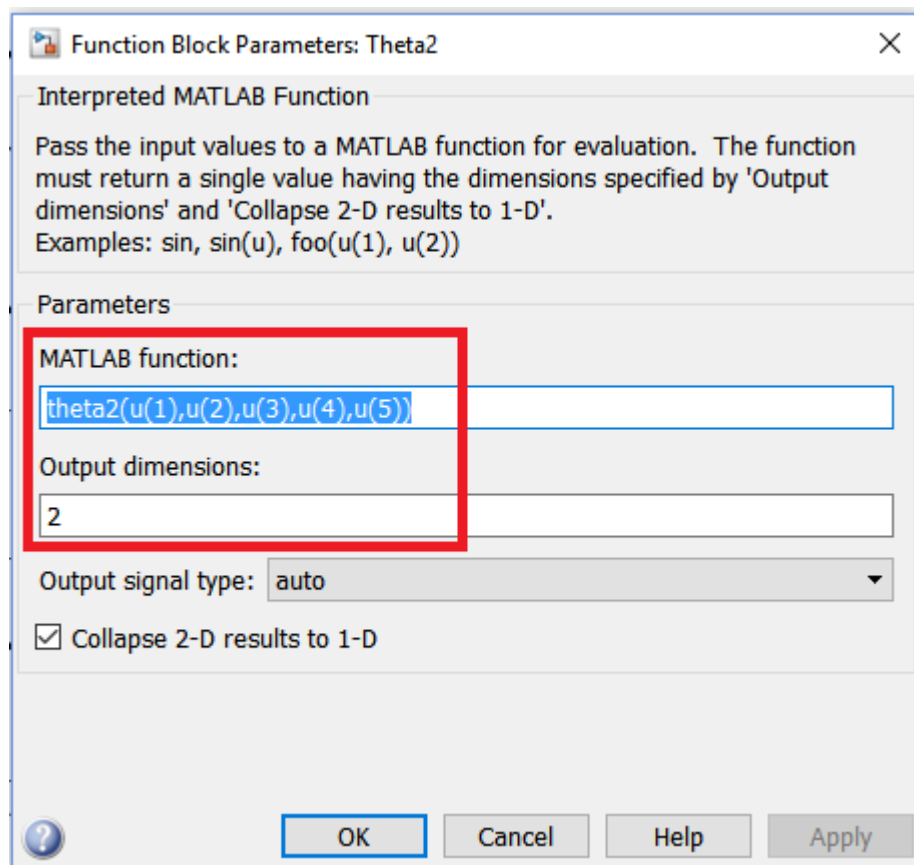 Function Block Parameters: Theta2
Interpreted MATLAB Function
Pass the input values to a MATLAB function for evaluation.  The function
must return a single value having the dimensions specified by 'Output
dimensions' and 'Collapse 2-D results to 1-D'.
Examples: sin, sin(u), foo(u(1), u(2))
Parameters
MATLAB function:
theta2(u(1),u(2),u(3),u(4),u(5))
Output dimensions:
2
Output signal type: auto
Collapse 2-D results to 1-D
? OK Cancel Help Apply